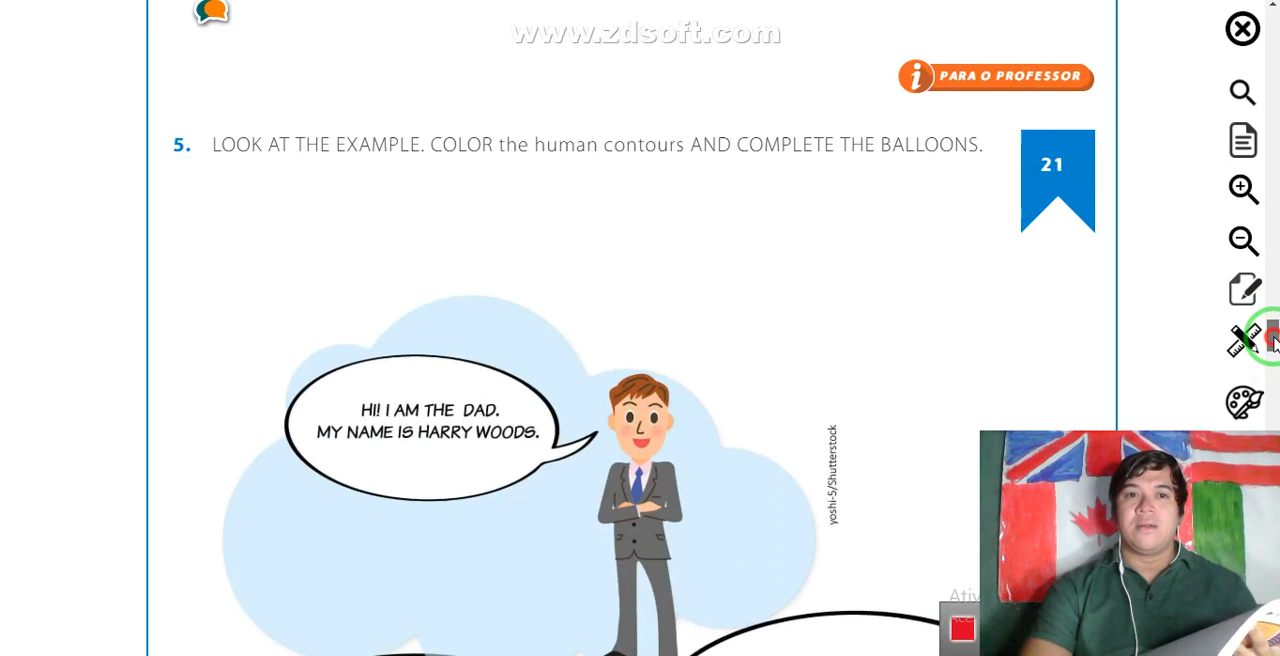 www.zdsoft.com
PARA O PROFESSOR
5. LOOK AT THE EXAMPLE. COLOR the human contours AND COMPLETE THE BALLOONS.
21
HI! I AM THE DAD.
MY NAME IS HARRY WOODS.
yoshi-5/Shutterstock
Ativ